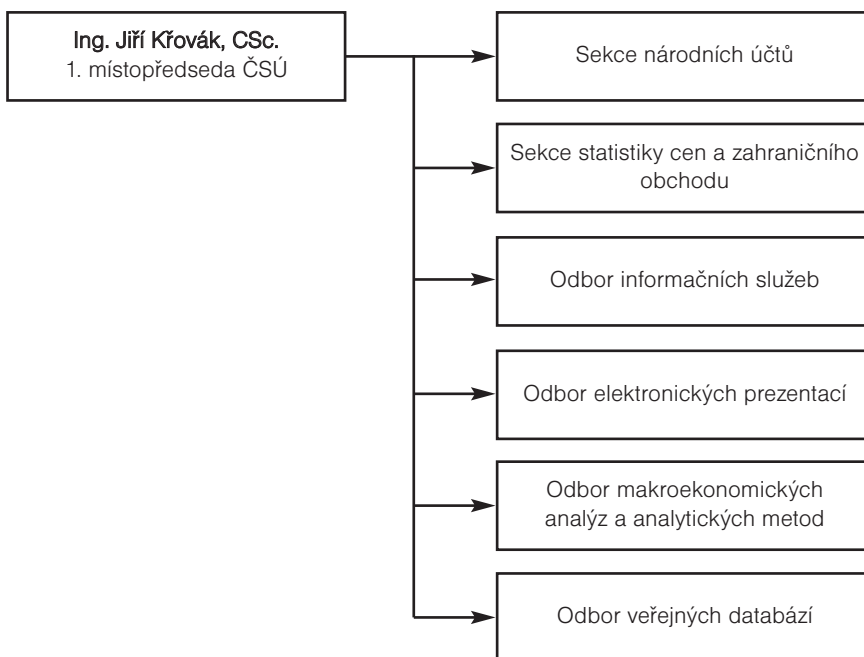 Ing. Jiří Křovák, CSc.
1. místopředseda ČSÚ
Sekce národních účtů
Sekce statistiky cen a zahraničního
obchodu
Odbor informačních služeb
Odbor elektronických prezentací
Odbor makroekonomických
analýz a analytických metod
Odbor veřejných databází